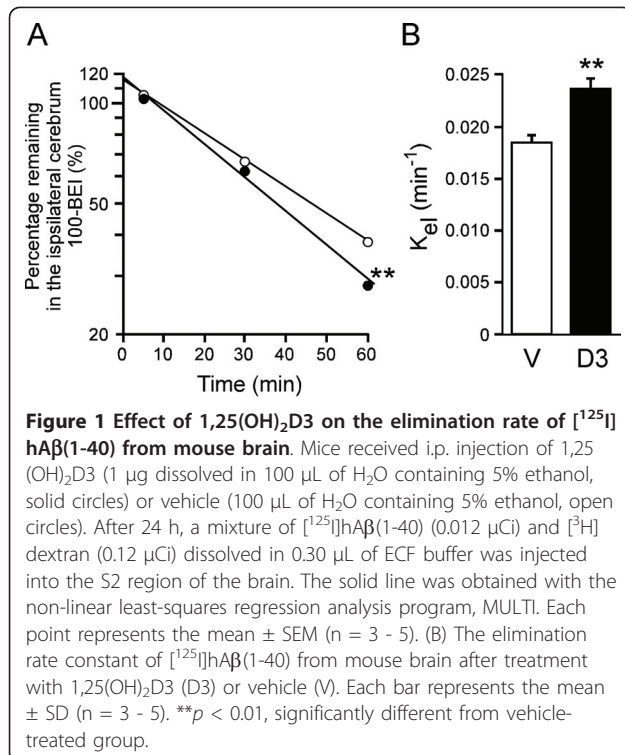 A
B
Percentage remaining
in the ispsilateral cerebrum
100-BEI (%)
120
100
50
20
0 10 20 30 40 50 60
Time (min)
**
K_el (min⁻¹)
0.025
0.020
0.015
0.010
0.005
0
**
V D3
Figure 1 Effect of 1,25(OH)₂D3 on the elimination rate of [¹²⁵I]
hAβ(1-40) from mouse brain. Mice received i.p. injection of 1,25
(OH)₂D3 (1 μg dissolved in 100 μL of H₂O containing 5% ethanol,
solid circles) or vehicle (100 μL of H₂O containing 5% ethanol, open
circles). After 24 h, a mixture of [¹²⁵I]hAβ(1-40) (0.012 μCi) and [³H]
dextran (0.12 μCi) dissolved in 0.30 μL of ECF buffer was injected
into the S2 region of the brain. The solid line was obtained with the
non-linear least-squares regression analysis program, MULTI. Each
point represents the mean ± SEM (n = 3 - 5). (B) The elimination
rate constant of [¹²⁵I]hAβ(1-40) from mouse brain after treatment
with 1,25(OH)₂D3 (D3) or vehicle (V). Each bar represents the mean
± SD (n = 3 - 5). **p < 0.01, significantly different from vehicle-
treated group.